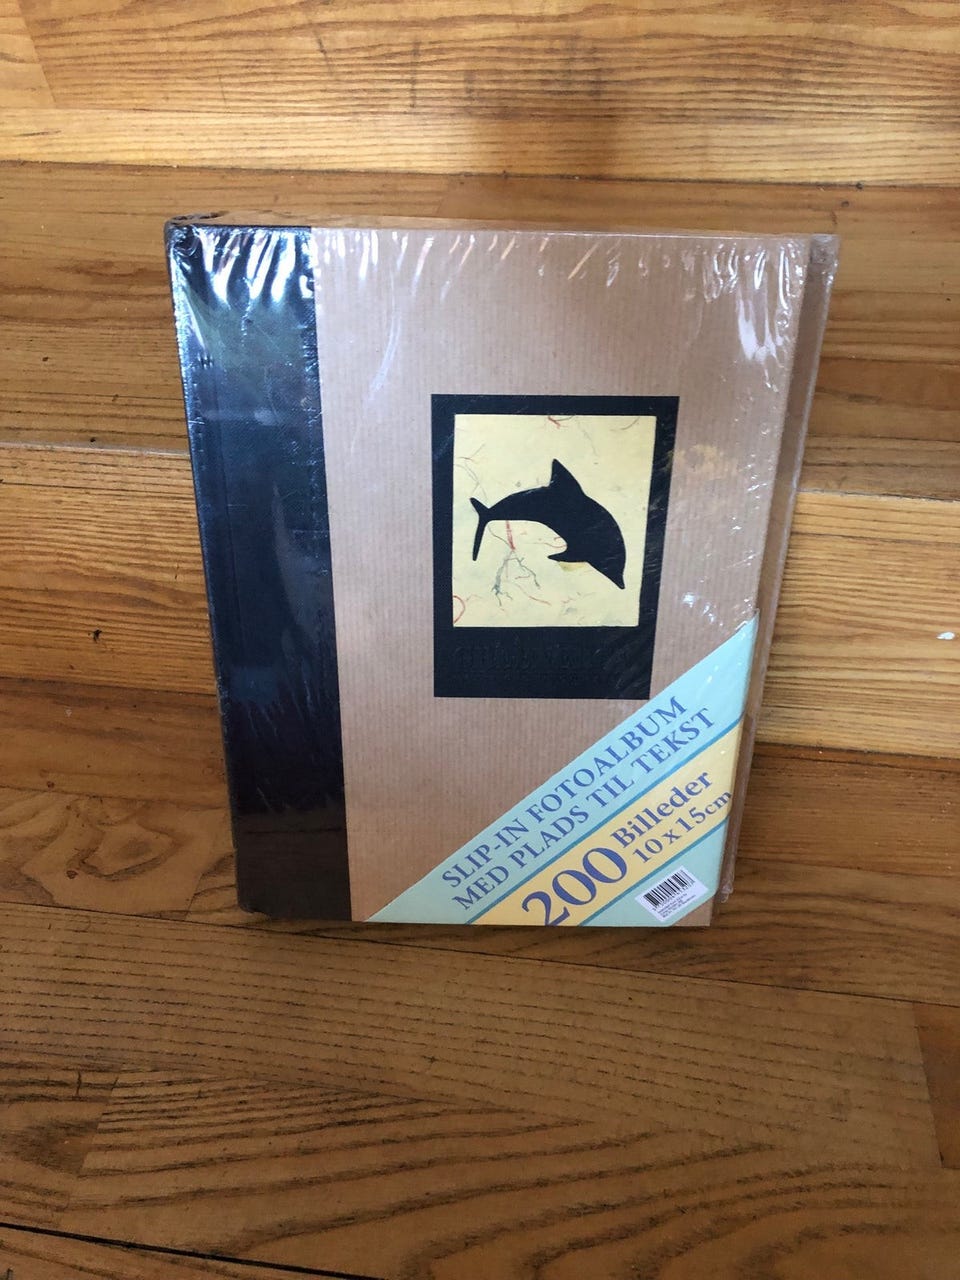 SLIP-IN FOTOALBUM
MED PLADS TIL TEKST
200 Billeder
10 x 15cm